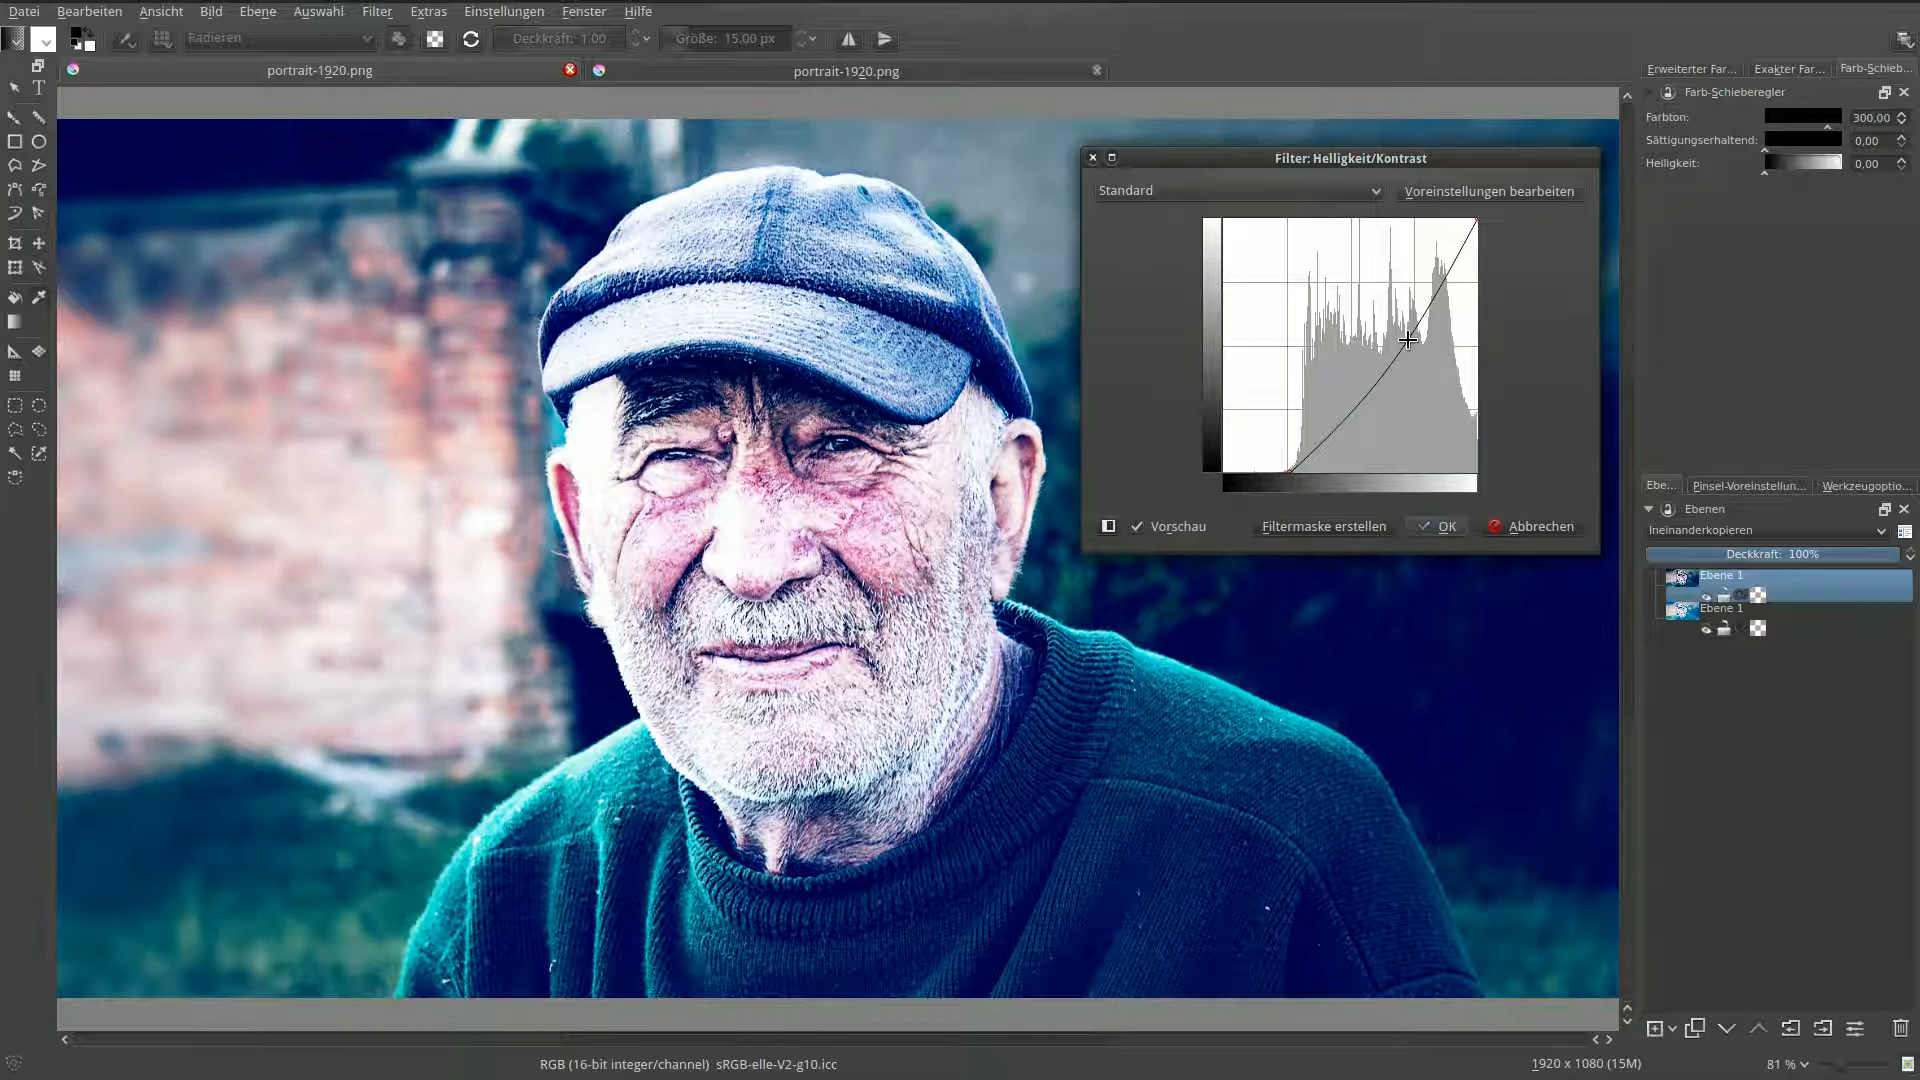 Datei Bearbeiten Ansicht Bild Ebene Auswahl Filter Extras Einstellungen Fenster Hilfe
Radieren Deckkraft: 1.00 Größe: 15.00 px
portrait-1920.png portrait-1920.png
Erweiterter Far... Exakter Far... Farb-Schieb...
Farb-Schieberegler
Farbton: 300,00
Sättigungserhaltend: 0,00
Helligkeit: 0,00
Filter: Helligkeit/Kontrast
Standard Voreinstellungen bearbeiten
Vorschau Filtermaske erstellen OK Abbrechen
Ebe... Pinsel-Voreinstellun... Werkzeugoptio...
Ebenen
Ineinanderkopieren
Deckkraft: 100%
Ebene 1
Ebene 1
RGB (16-bit integer/channel) sRGB-elle-V2-g10.icc 1920 x 1080 (15M) 81 %